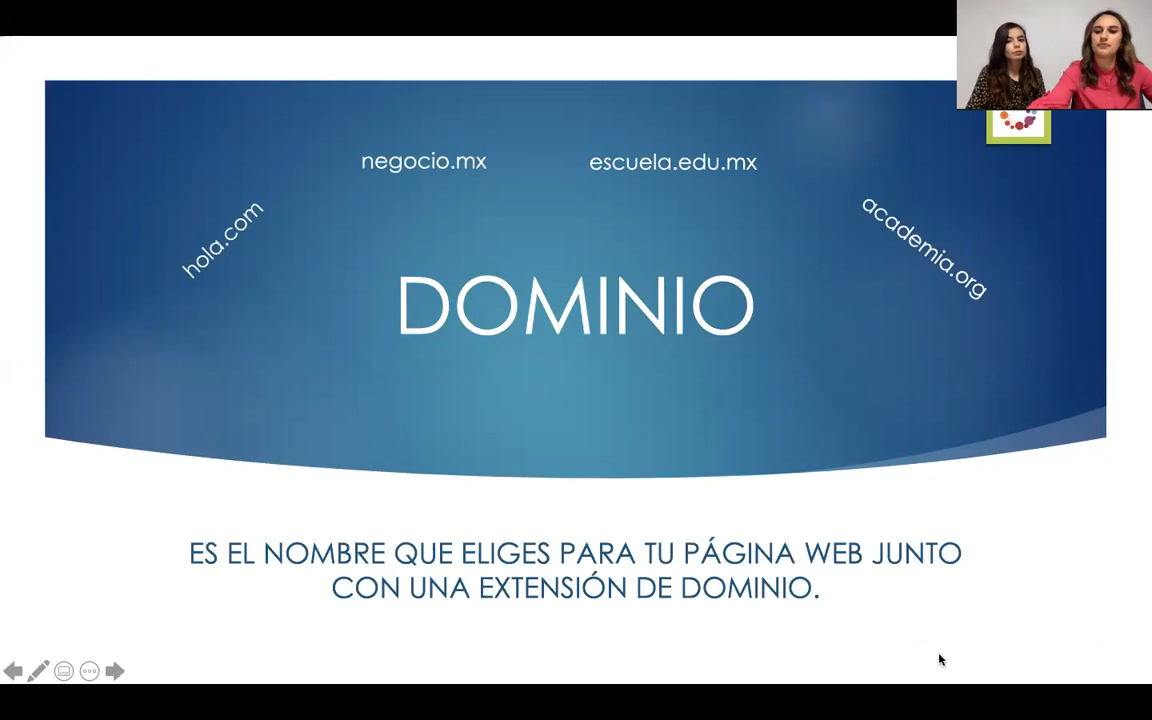 negocio.mx
escuela.edu.mx
hola.com
academia.org
DOMINIO
ES EL NOMBRE QUE ELIGES PARA TU PÁGINA WEB JUNTO
CON UNA EXTENSIÓN DE DOMINIO.